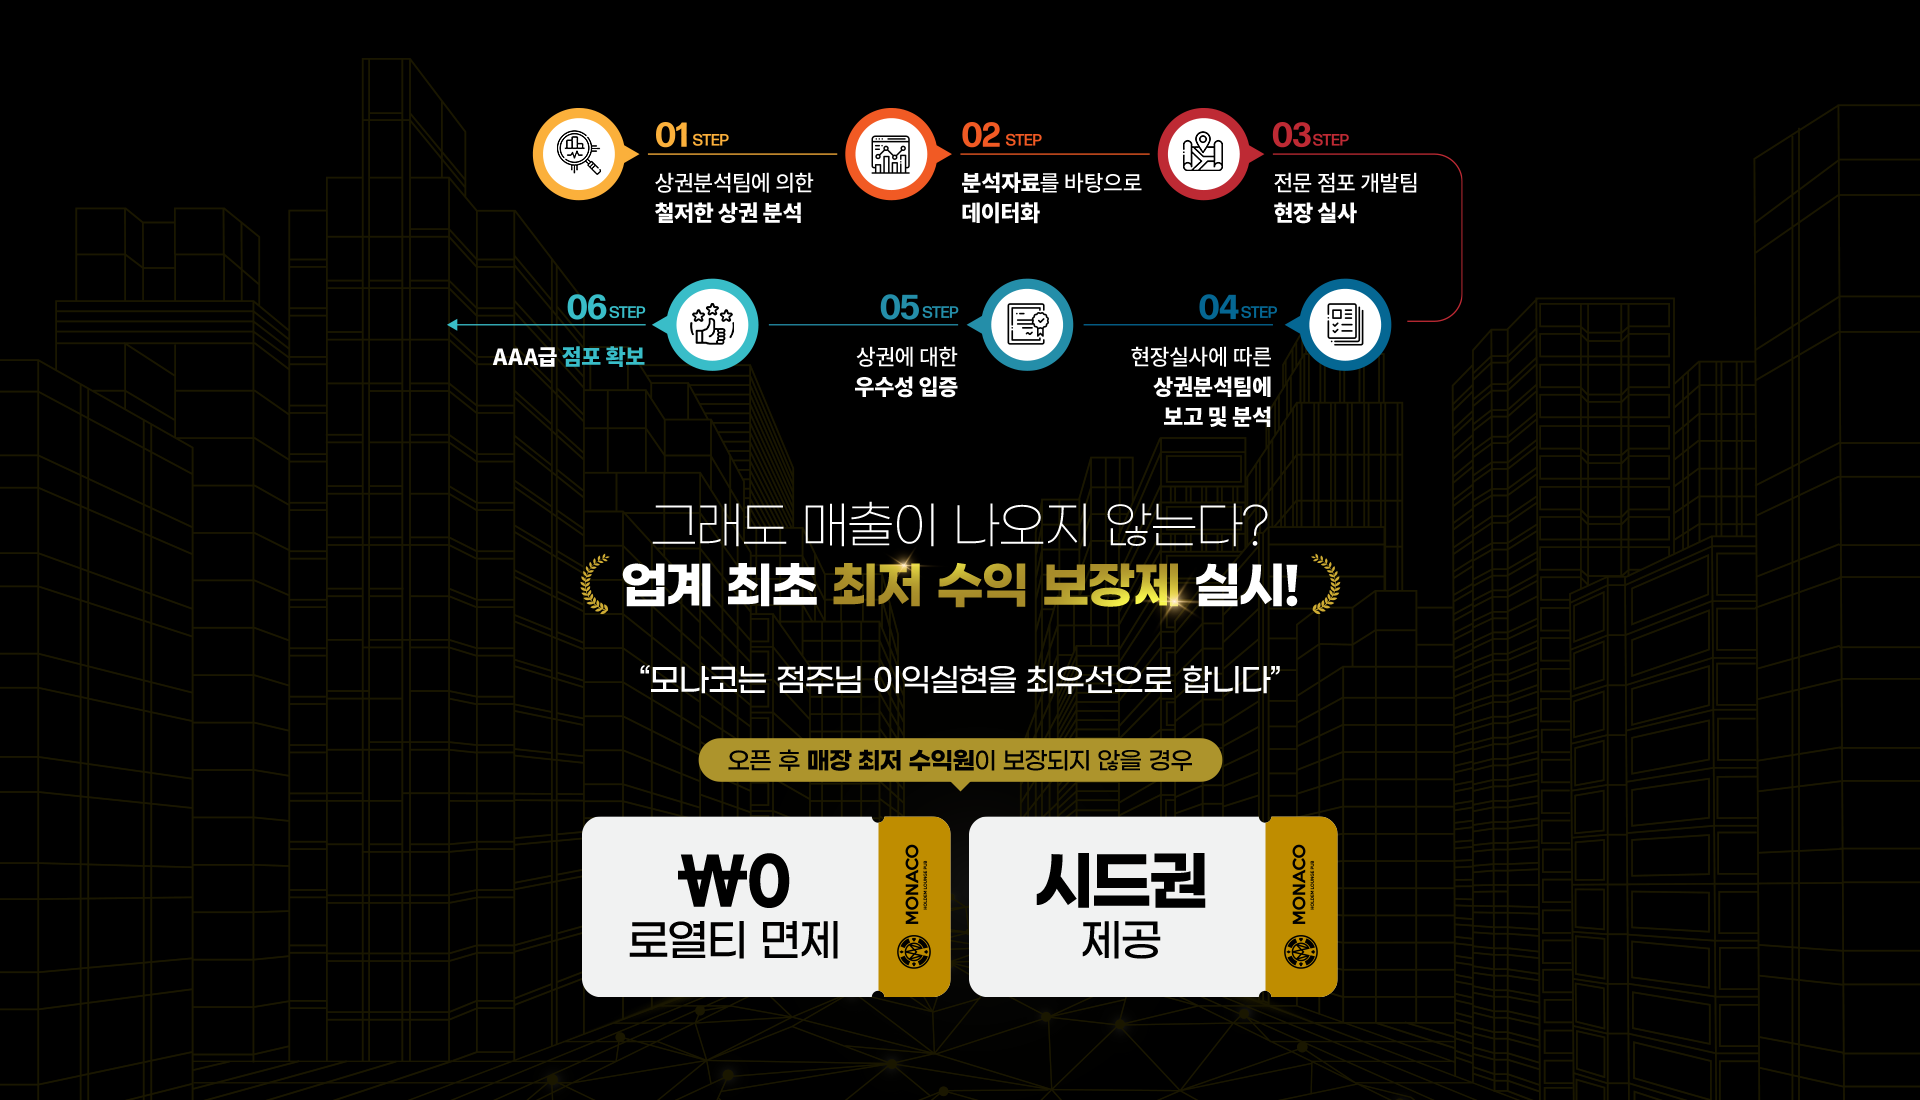 01 STEP
상권분석팀에 의한
철저한 상권 분석
02 STEP
분석자료를 바탕으로
데이터화
03 STEP
전문 점포 개발팀
현장 실사
04 STEP
현장실사에 따른
상권분석팀에
보고 및 분석
05 STEP
상권에 대한
우수성 입증
06 STEP
AAA급 점포 확보
그래도 매출이 나오지 않는다?
업계 최초 최저 수익 보장제 실시!
“모나코는 점주님 이익실현을 최우선으로 합니다”
오픈 후 매장 최저 수익원이 보장되지 않을 경우
₩0
로열티 면제
MONACO
HOLDEM LOUNGE PUB
시드권
제공
MONACO
HOLDEM LOUNGE PUB